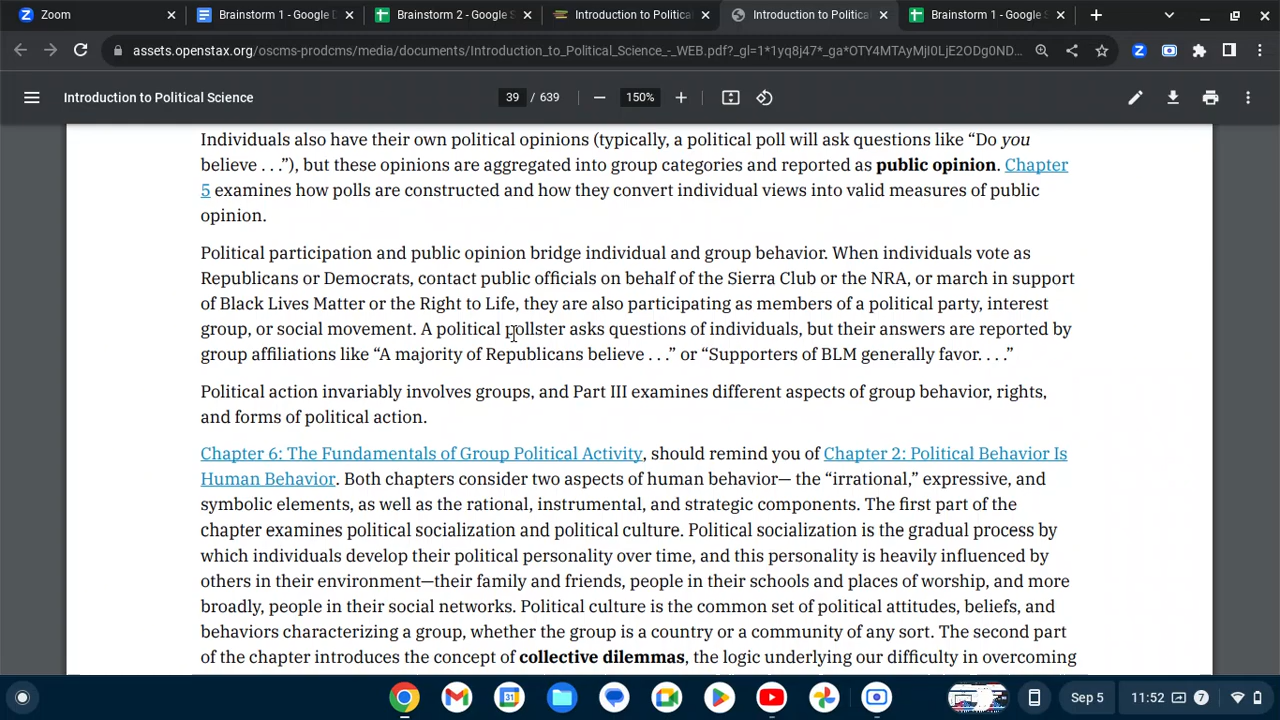 Zoom
Brainstorm 1 - Google D
Brainstorm 2 - Google S
Introduction to Political
Introduction to Political
Brainstorm 1 - Google S
assets.openstax.org/oscms-prodcms/media/documents/Introduction_to_Political_Science_-_WEB.pdf?_gl=1*1yq8j47*_ga*OTY4MTAyMjI0LjE2ODg0ND...
Introduction to Political Science
39 / 639
150%
Individuals also have their own political opinions (typically, a political poll will ask questions like “Do you
believe . . .”), but these opinions are aggregated into group categories and reported as public opinion. Chapter
5 examines how polls are constructed and how they convert individual views into valid measures of public
opinion.
Political participation and public opinion bridge individual and group behavior. When individuals vote as
Republicans or Democrats, contact public officials on behalf of the Sierra Club or the NRA, or march in support
of Black Lives Matter or the Right to Life, they are also participating as members of a political party, interest
group, or social movement. A political pollster asks questions of individuals, but their answers are reported by
group affiliations like “A majority of Republicans believe . . .” or “Supporters of BLM generally favor. . . .”
Political action invariably involves groups, and Part III examines different aspects of group behavior, rights,
and forms of political action.
Chapter 6: The Fundamentals of Group Political Activity, should remind you of Chapter 2: Political Behavior Is
Human Behavior. Both chapters consider two aspects of human behavior— the “irrational,” expressive, and
symbolic elements, as well as the rational, instrumental, and strategic components. The first part of the
chapter examines political socialization and political culture. Political socialization is the gradual process by
which individuals develop their political personality over time, and this personality is heavily influenced by
others in their environment—their family and friends, people in their schools and places of worship, and more
broadly, people in their social networks. Political culture is the common set of political attitudes, beliefs, and
behaviors characterizing a group, whether the group is a country or a community of any sort. The second part
of the chapter introduces the concept of collective dilemmas, the logic underlying our difficulty in overcoming
31
Sep 5
11:52
7